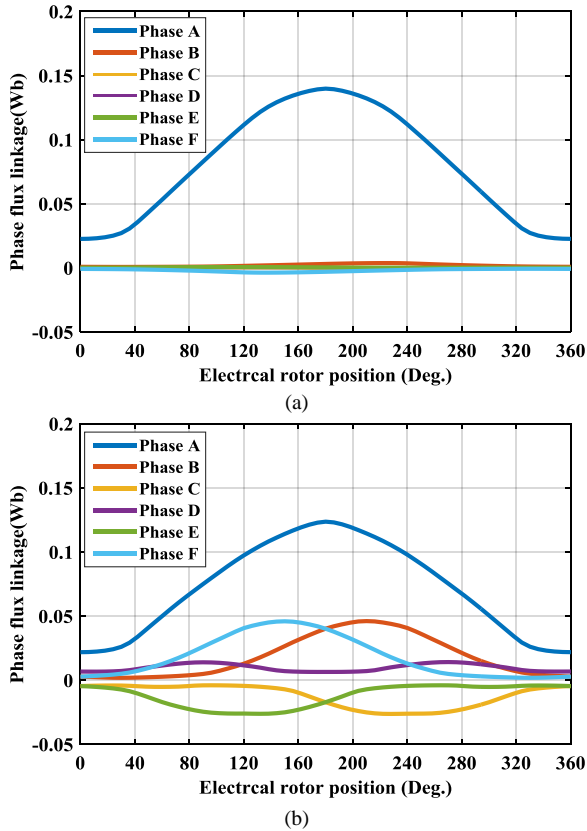 0.2
Phase A
Phase B
0.15
Phase C
Phase D
Phase E
0.1
Phase F
0.05
0
-0.05
Phase flux linkage(Wb)
0 40 80 120 160 200 240 280 320 360
Electrcal rotor position (Deg.)
(a)
0.2
Phase A
Phase B
0.15
Phase C
Phase D
Phase E
0.1
Phase F
0.05
0
-0.05
Phase flux linkage(Wb)
0 40 80 120 160 200 240 280 320 360
Electrcal rotor position (Deg.)
(b)